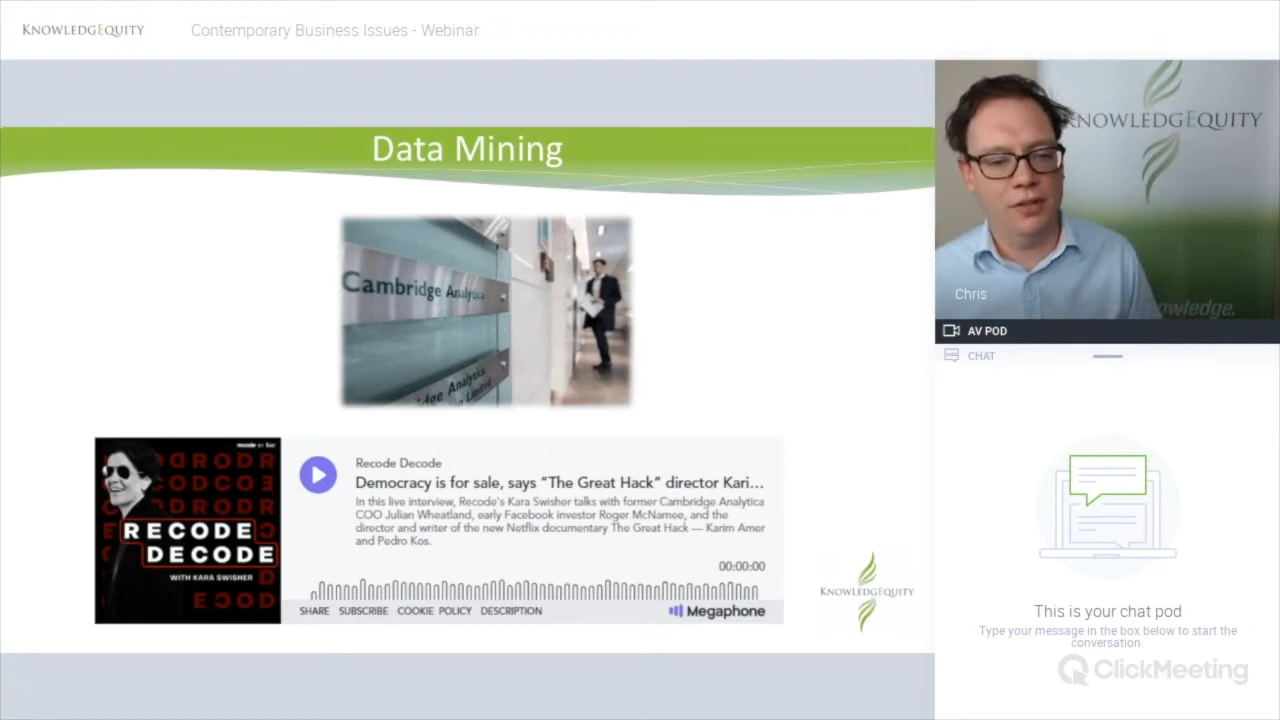 KNOWLEDGEQUITY
Contemporary Business Issues - Webinar
Data Mining
Cambridge Analytica
Analytica
Limited
recode
RECODE
DECODE
WITH KARA SWISHER
Recode Decode
Democracy is for sale, says “The Great Hack” director Kari...
In this live interview, Recode's Kara Swisher talks with former Cambridge Analytica
COO Julian Wheatland, early Facebook investor Roger McNamee, and the
director and writer of the new Netflix documentary The Great Hack — Karim Amer
and Pedro Kos.
00:00:00
SHARE SUBSCRIBE COOKIE POLICY DESCRIPTION
Megaphone
KNOWLEDGEQUITY
KNOWLEDGEQUITY
Chris
owledge.
AV POD
CHAT
This is your chat pod
Type your message in the box below to start the
conversation.
ClickMeeting